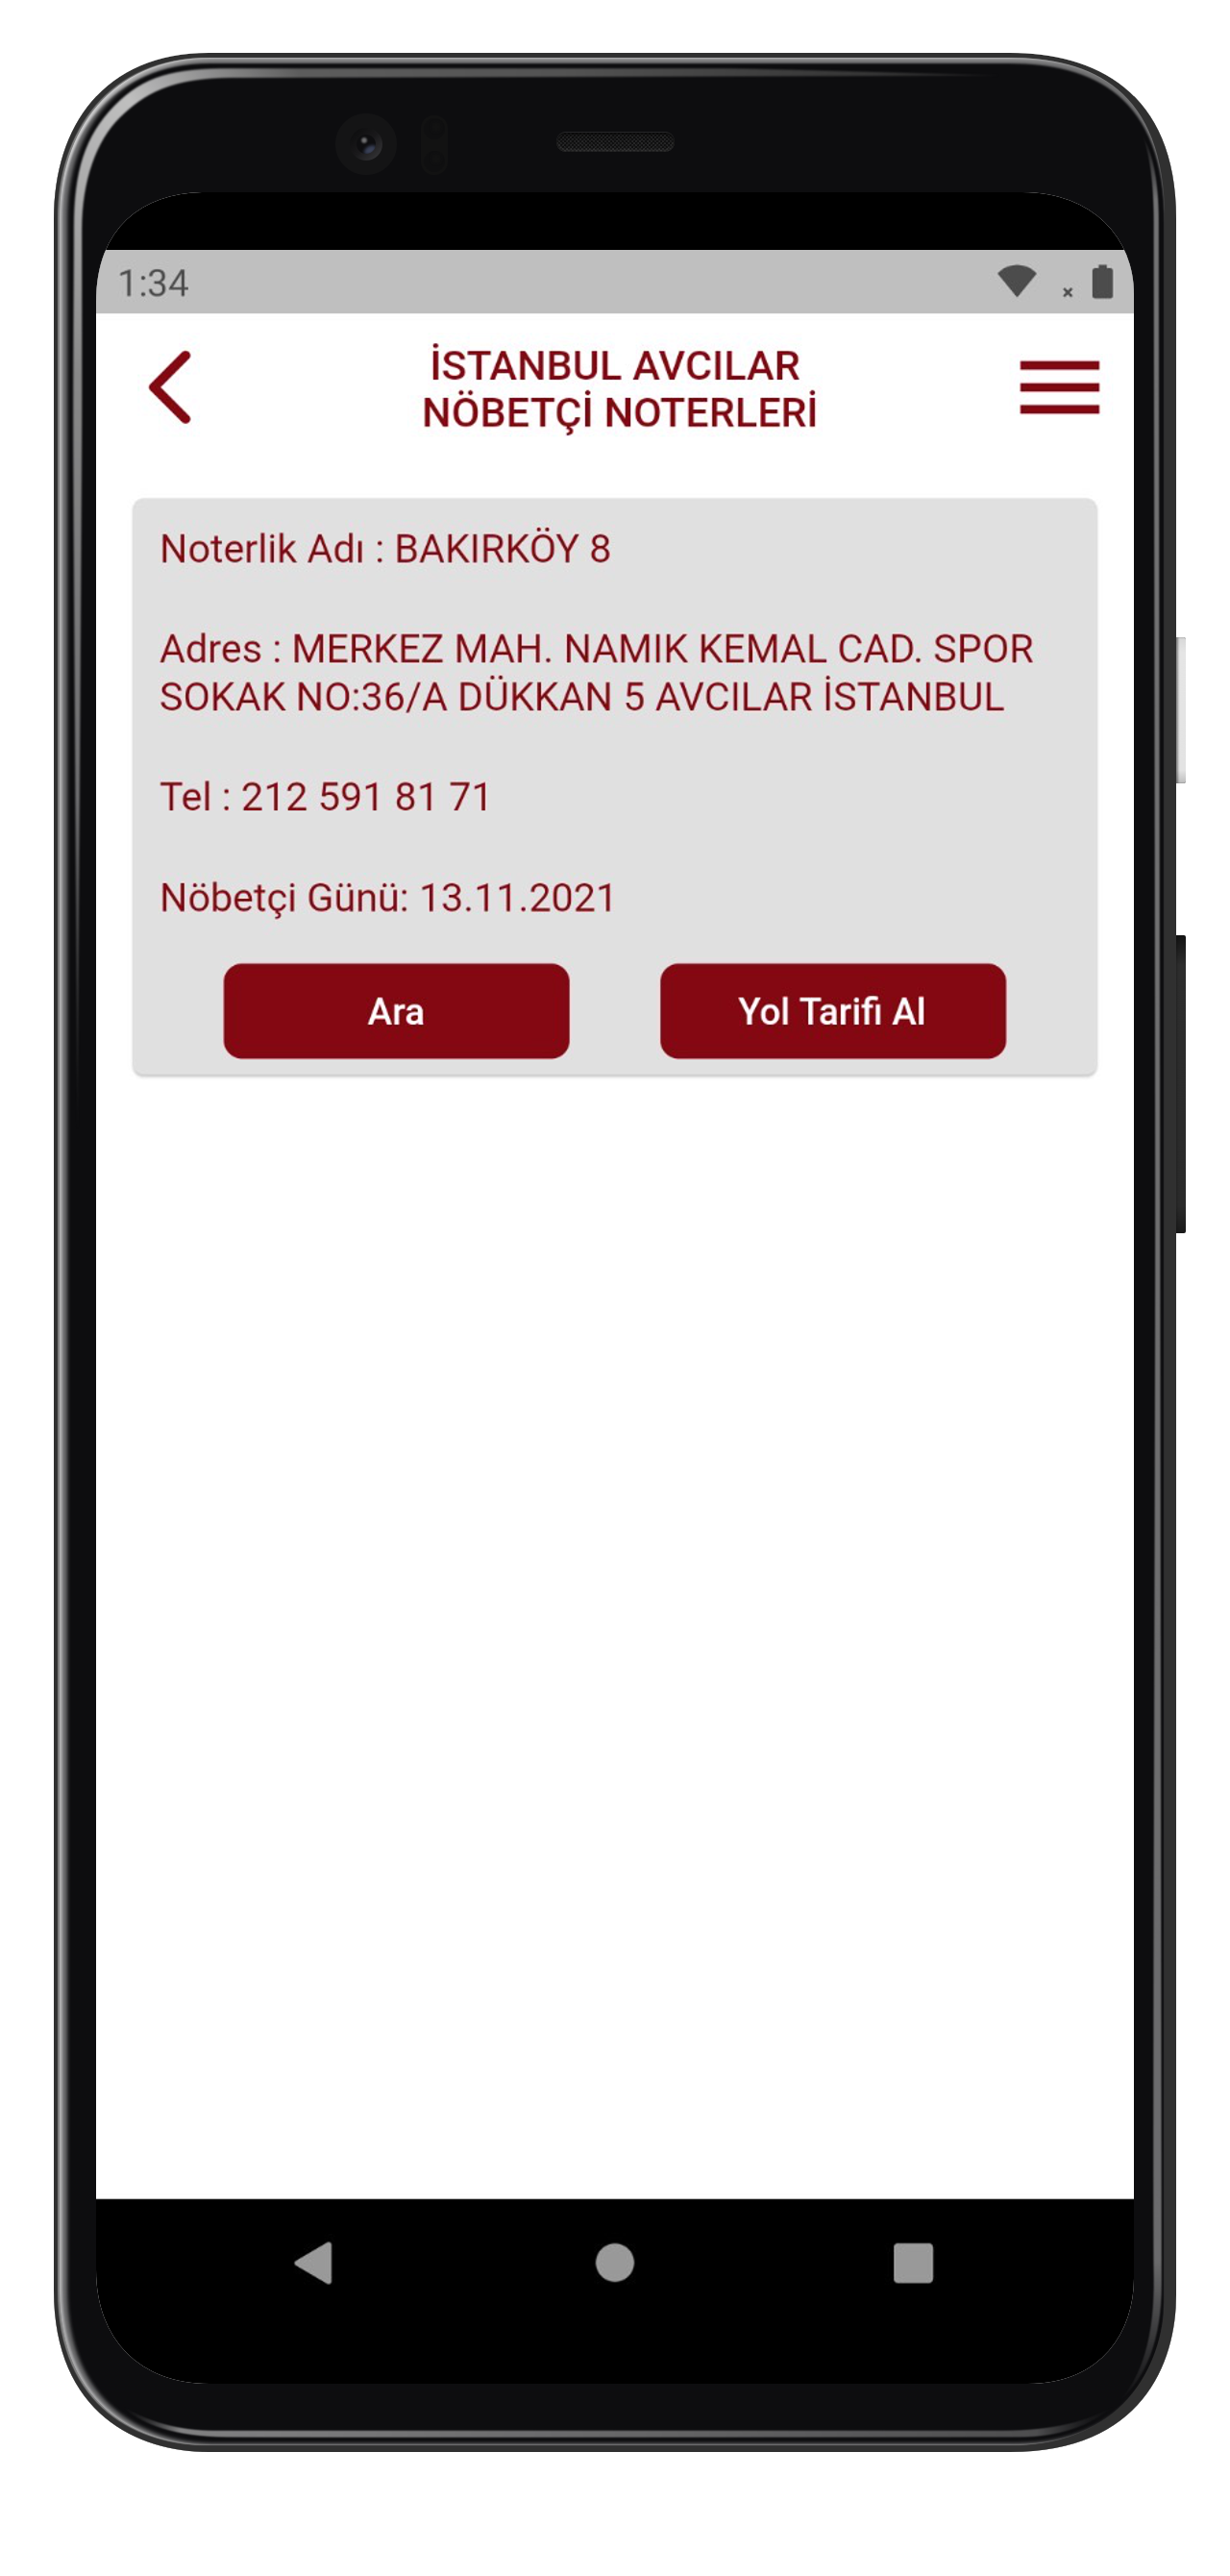 1:34
İSTANBUL AVCILAR
NÖBETÇİ NOTERLERİ
Noterlik Adı : BAKIRKÖY 8
Adres : MERKEZ MAH. NAMIK KEMAL CAD. SPOR
SOKAK NO:36/A DÜKKAN 5 AVCILAR İSTANBUL
Tel : 212 591 81 71
Nöbetçi Günü: 13.11.2021
Ara
Yol Tarifi Al